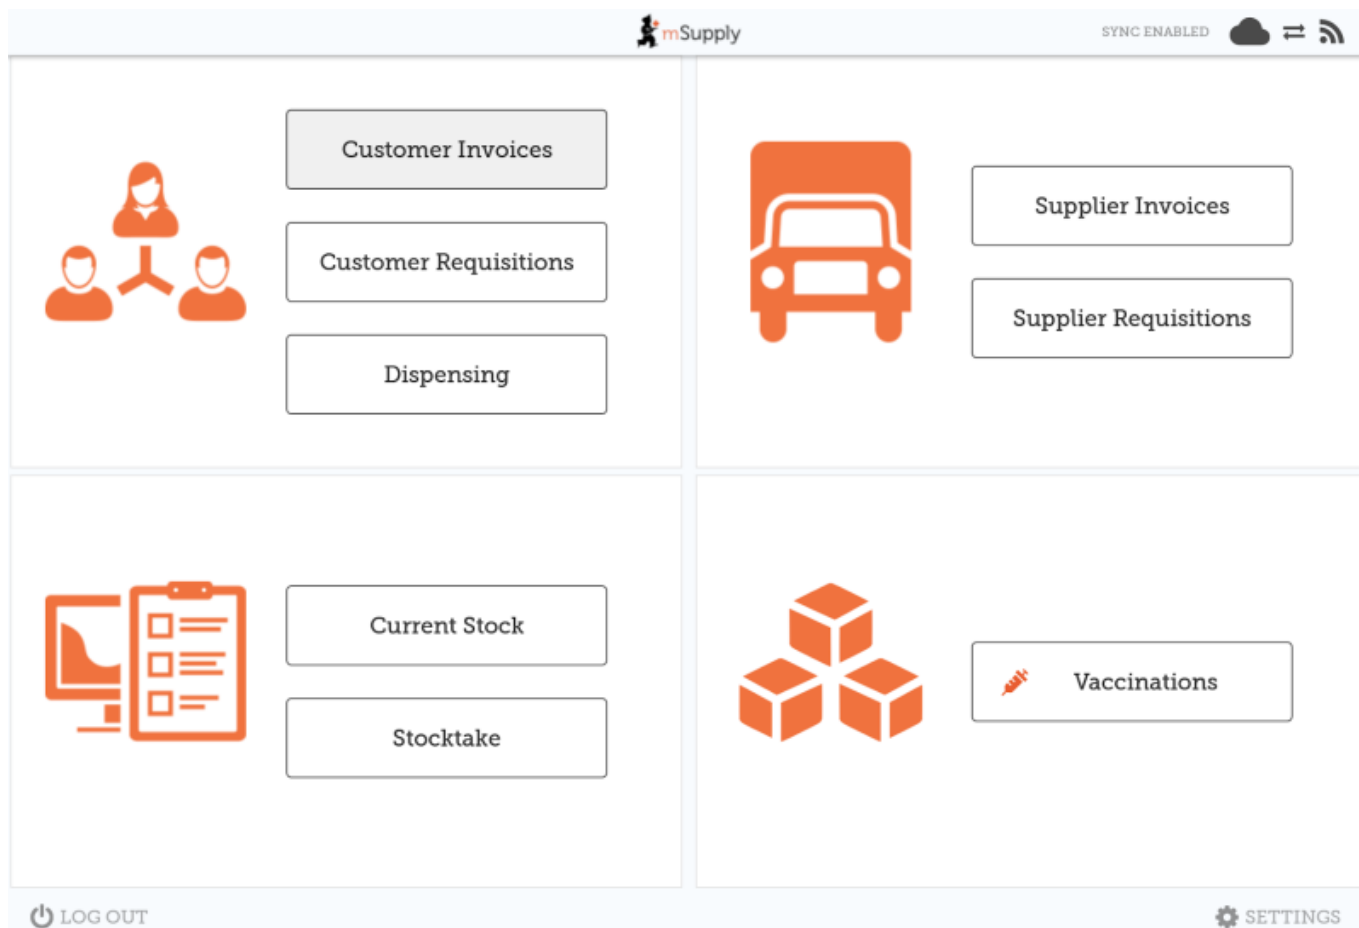 mSupply
SYNC ENABLED
Customer Invoices
Customer Requisitions
Dispensing
Supplier Invoices
Supplier Requisitions
Current Stock
Stocktake
Vaccinations
LOG OUT
SETTINGS